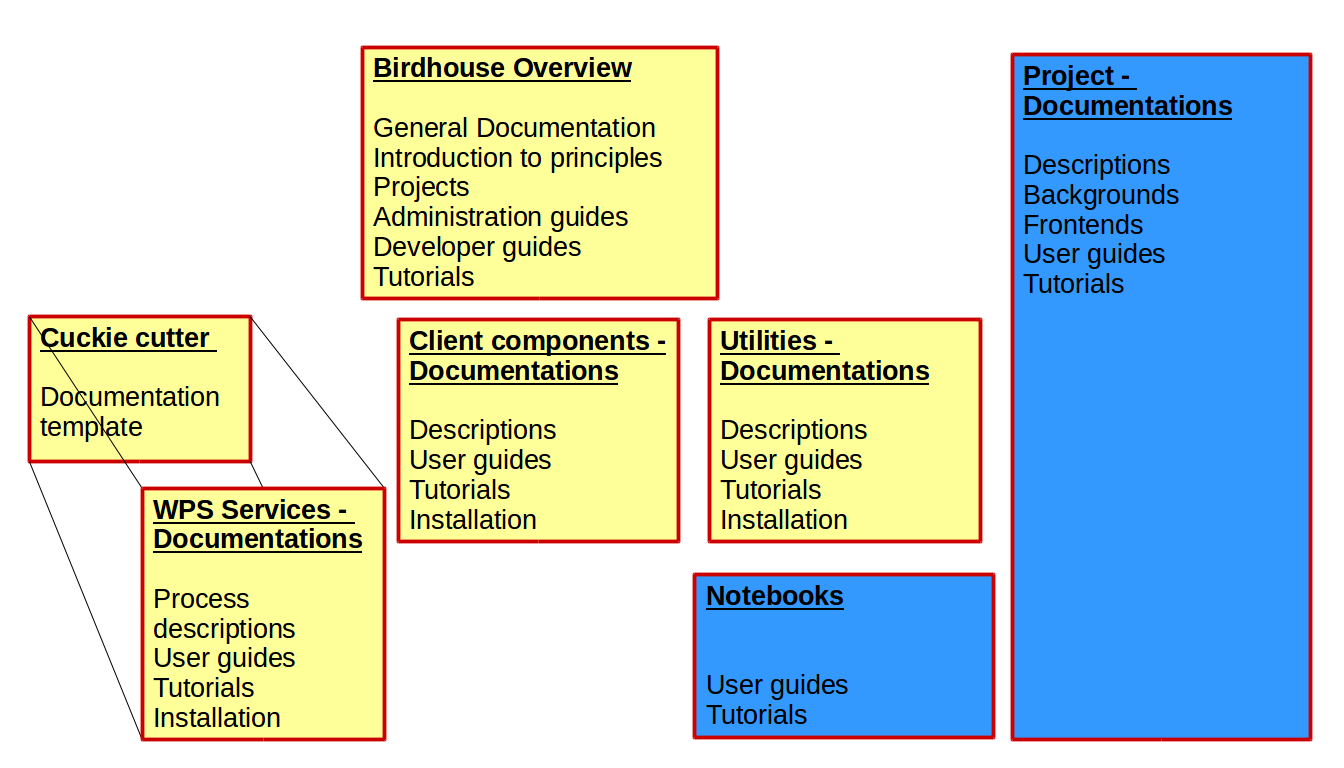 Birdhouse Overview
General Documentation
Introduction to principles
Projects
Administration guides
Developer guides
Tutorials
Project -
Documentations
Descriptions
Backgrounds
Frontends
User guides
Tutorials
Cuckie cutter
Documentation
template
Client components -
Documentations
Descriptions
User guides
Tutorials
Installation
Utilities -
Documentations
Descriptions
User guides
Tutorials
Installation
WPS Services -
Documentations
Process
descriptions
User guides
Tutorials
Installation
Notebooks
User guides
Tutorials